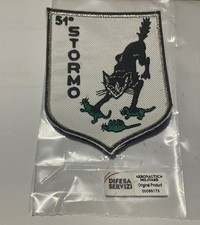 51°
STORMO
DIFESA
SERVIZI
AERONAUTICA
MILITARE
Original Product